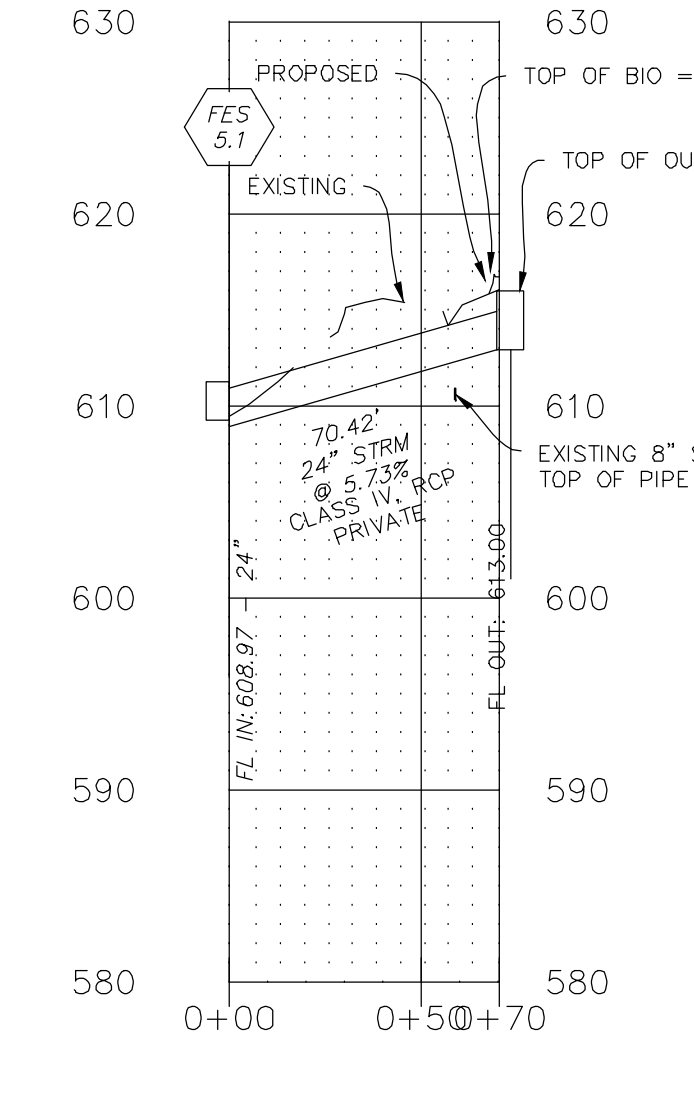 630
630
PROPOSED
TOP OF BIO =
FES
5.1
TOP OF OU
EXISTING
620
620
610
610
70.42'
24" STRM
@ 5.73%
CLASS IV, RCP
PRIVATE
EXISTING 8" S
TOP OF PIPE
600
600
FL IN: 608.97 – 24"
FL OUT: 613.00
590
590
580
580
0+00
0+50
0+70